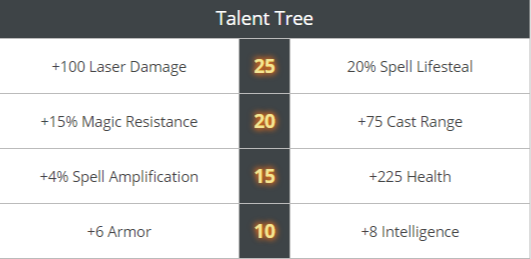 Talent Tree
+100 Laser Damage 25 20% Spell Lifesteal
+15% Magic Resistance 20 +75 Cast Range
+4% Spell Amplification 15 +225 Health
+6 Armor 10 +8 Intelligence